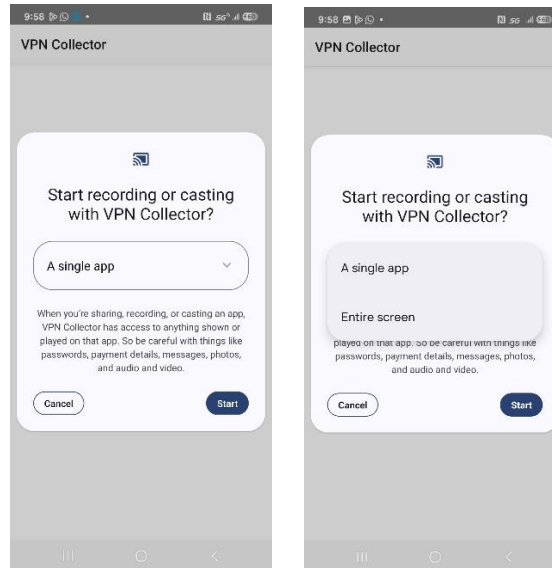 9:58
5G
VPN Collector
Start recording or casting
with VPN Collector?
A single app
When you're sharing, recording, or casting an app,
VPN Collector has access to anything shown or
played on that app. So be careful with things like
passwords, payment details, messages, photos,
and audio and video.
Cancel
Start
9:58
5G
VPN Collector
Start recording or casting
with VPN Collector?
A single app
Entire screen
played on that app. So be careful with things like
passwords, payment details, messages, photos,
and audio and video.
Cancel
Start